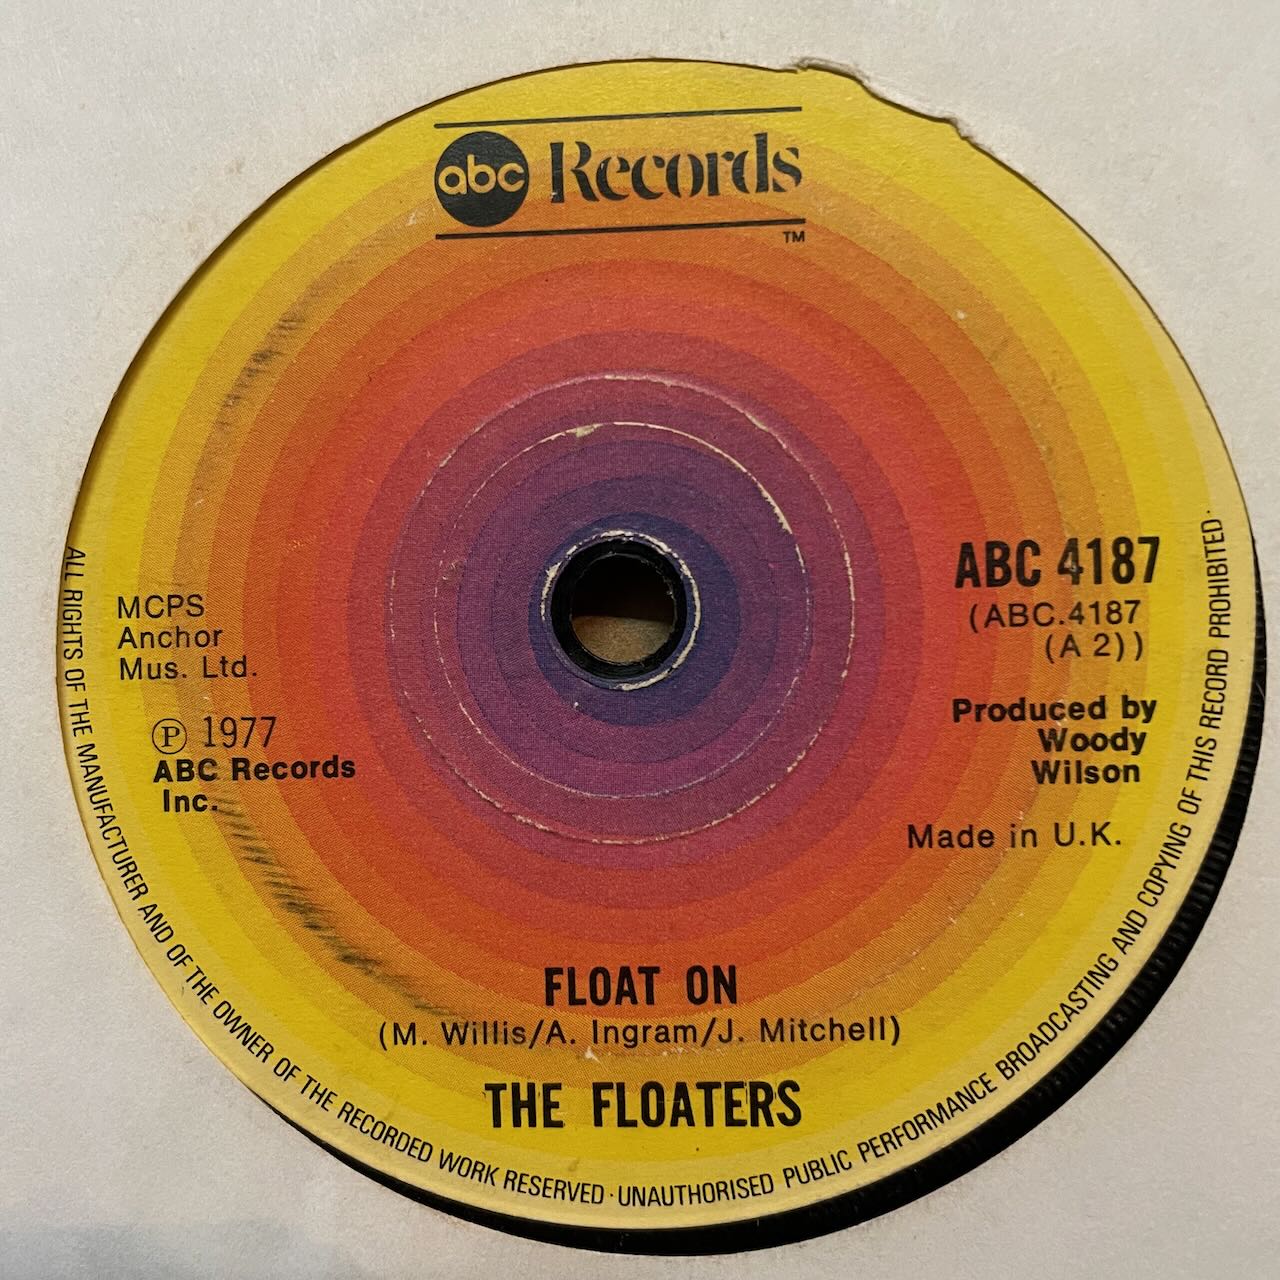 abc Records
TM
ABC 4187
(ABC.4187
(A 2))
MCPS
Anchor
Mus. Ltd.
℗ 1977
ABC Records
Inc.
Produced by
Woody
Wilson
Made in U.K.
FLOAT ON
(M. Willis/A. Ingram/J. Mitchell)
THE FLOATERS
ALL RIGHTS OF THE MANUFACTURER AND OF THE OWNER OF THE RECORDED WORK RESERVED · UNAUTHORISED PUBLIC PERFORMANCE BROADCASTING AND COPYING OF THIS RECORD PROHIBITED ·